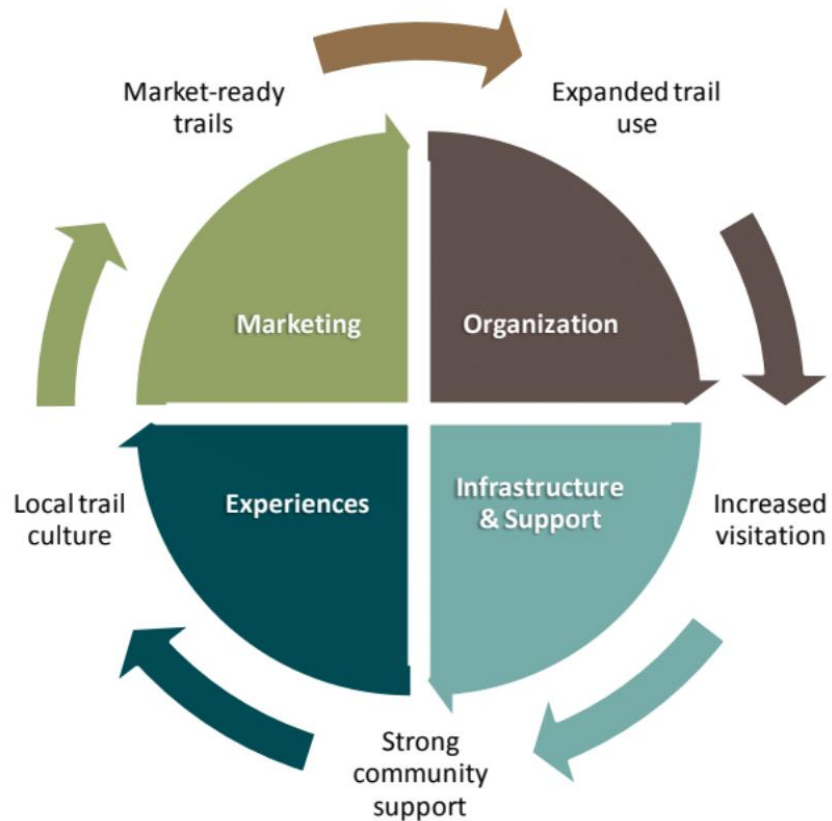 Market-ready
trails
Expanded trail
use
Marketing
Organization
Experiences
Infrastructure
& Support
Local trail
culture
Increased
visitation
Strong
community
support